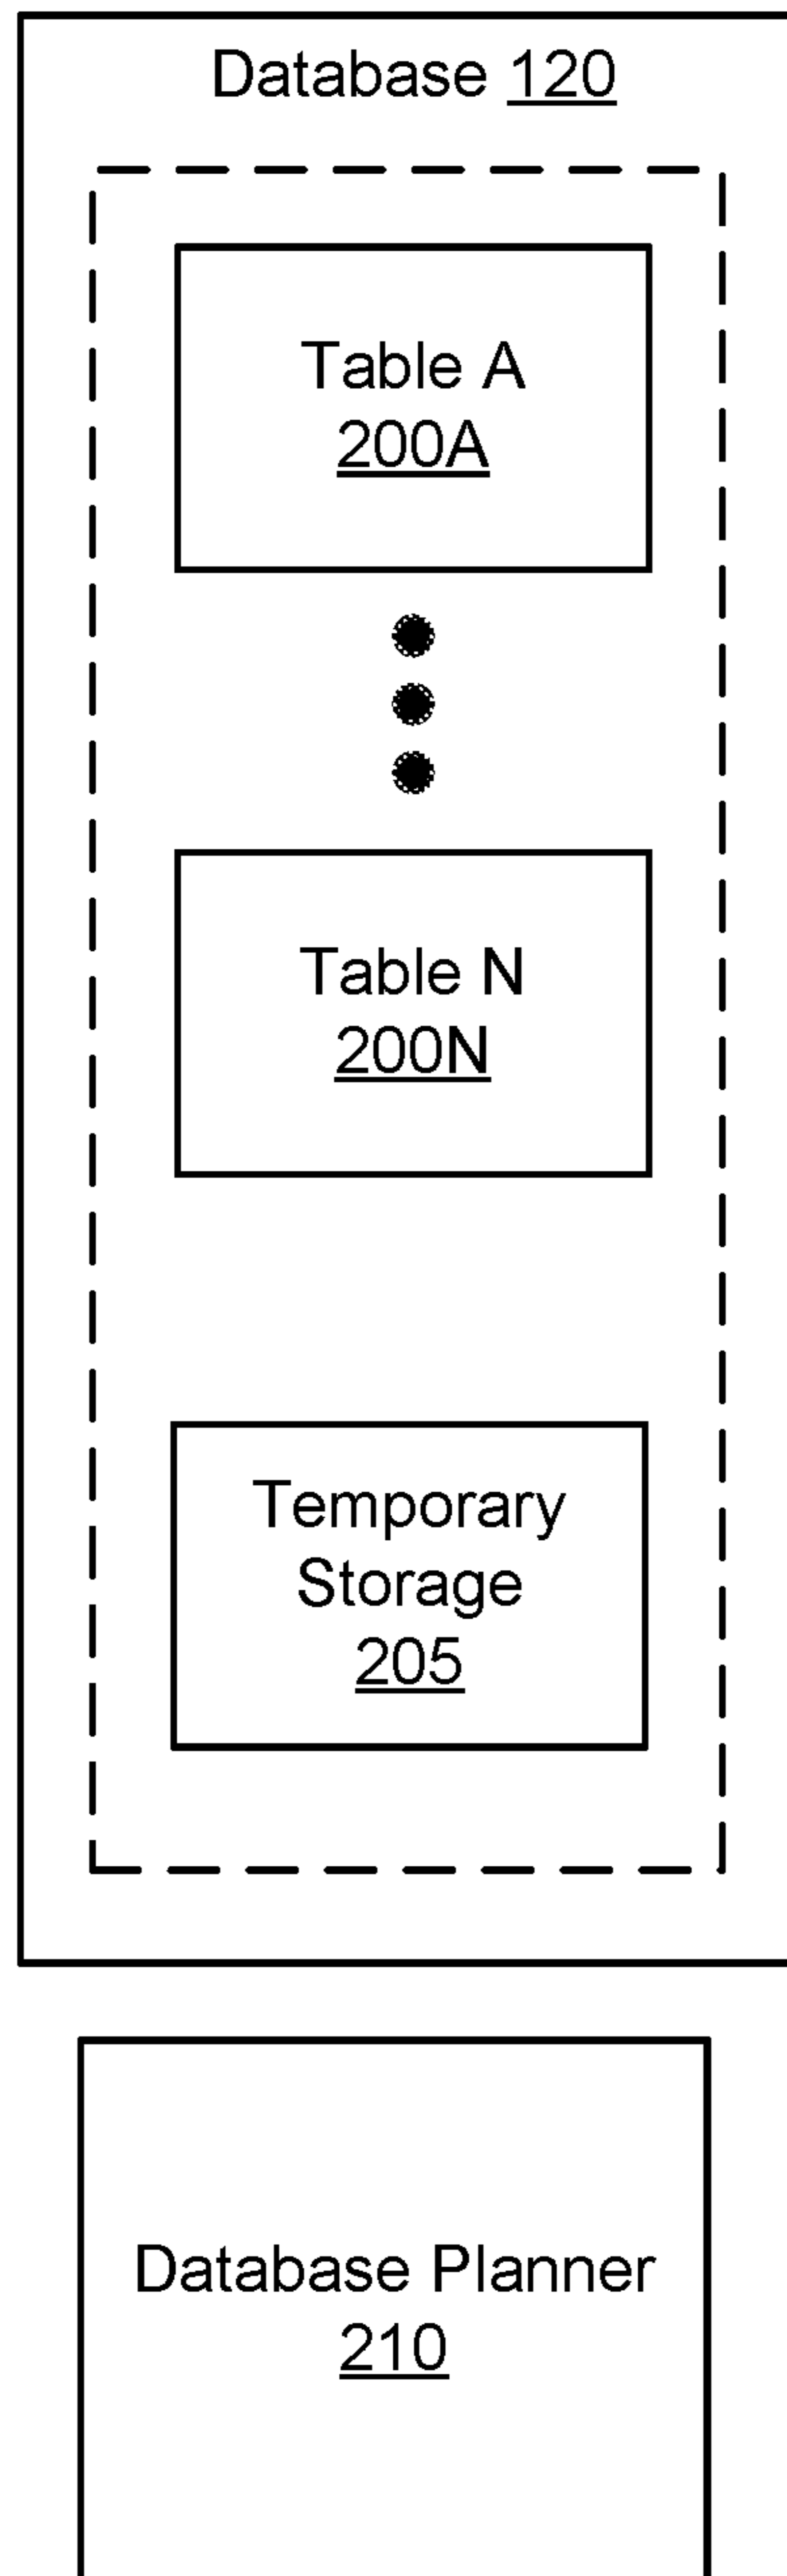 Database 120
Table A
200A
Table N
200N
Temporary
Storage
205
Database Planner
210